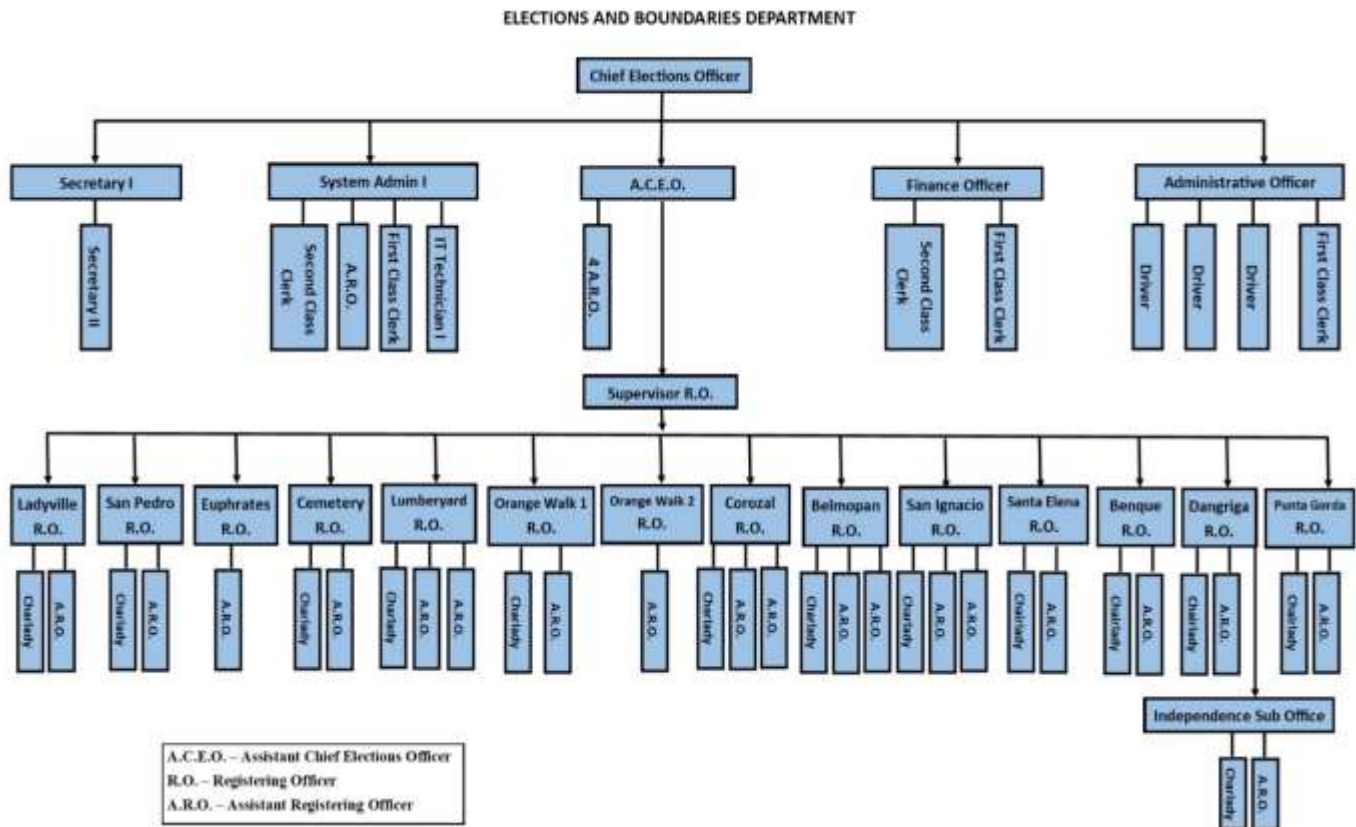 ELECTIONS AND BOUNDARIES DEPARTMENT
Chief Elections Officer
Secretary I
System Admin I
A.C.E.O.
Finance Officer
Administrative Officer
Secretary II
Second Class
Clerk
A.R.O.
First Class Clerk
IT Technician I
4 A.R.O.
Second Class
Clerk
First Class Clerk
Driver
Driver
Driver
First Class Clerk
Supervisor R.O.
Ladyville
R.O.
San Pedro
R.O.
Euphrates
R.O.
Cemetery
R.O.
Lumberyard
R.O.
Orange Walk 1
R.O.
Orange Walk 2
R.O.
Corozal
R.O.
Belmopan
R.O.
San Ignacio
R.O.
Santa Elena
R.O.
Benque
R.O.
Dangriga
R.O.
Punta Gorda
R.O.
Charlady
A.R.O.
Charlady
A.R.O.
A.R.O.
Charlady
A.R.O.
Charlady
A.R.O.
A.R.O.
Charlady
A.R.O.
A.R.O.
Charlady
A.R.O.
A.R.O.
Charlady
A.R.O.
A.R.O.
Charlady
A.R.O.
A.R.O.
Charlady
A.R.O.
Chairlady
A.R.O.
Chairlady
A.R.O.
Chairlady
A.R.O.
Independence Sub Office
Charlady
A.R.O.
A.C.E.O. – Assistant Chief Elections Officer
R.O. – Registering Officer
A.R.O. – Assistant Registering Officer